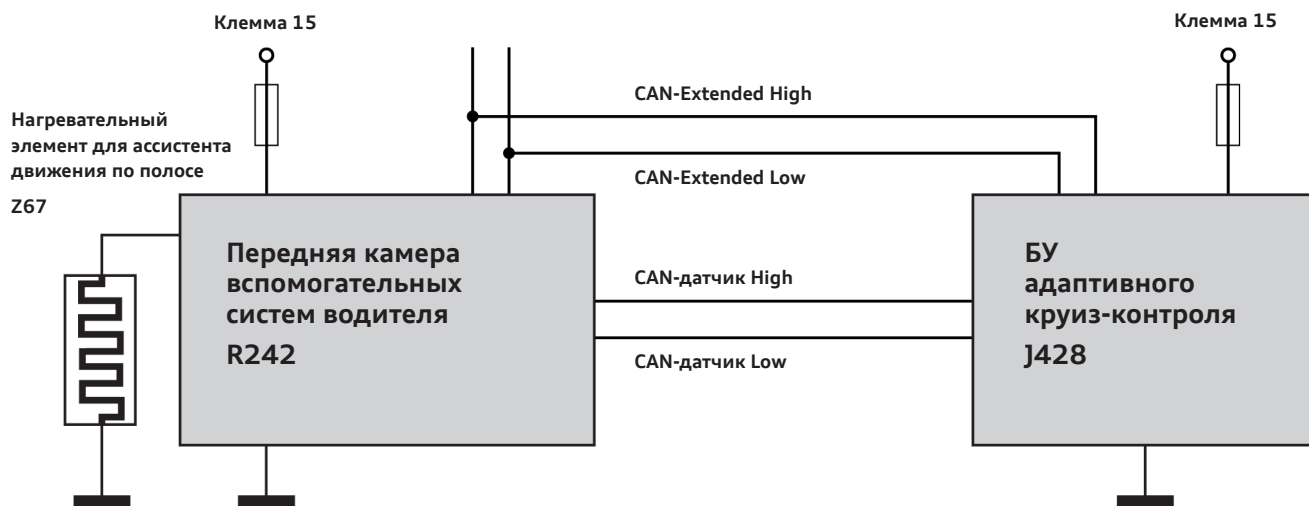 Клемма 15
Клемма 15
CAN-Extended High
Нагревательный
элемент для ассистента
движения по полосе
Z67
CAN-Extended Low
Передняя камера
вспомогательных
систем водителя
R242
CAN-датчик High
CAN-датчик Low
БУ
адаптивного
круиз-контроля
J428